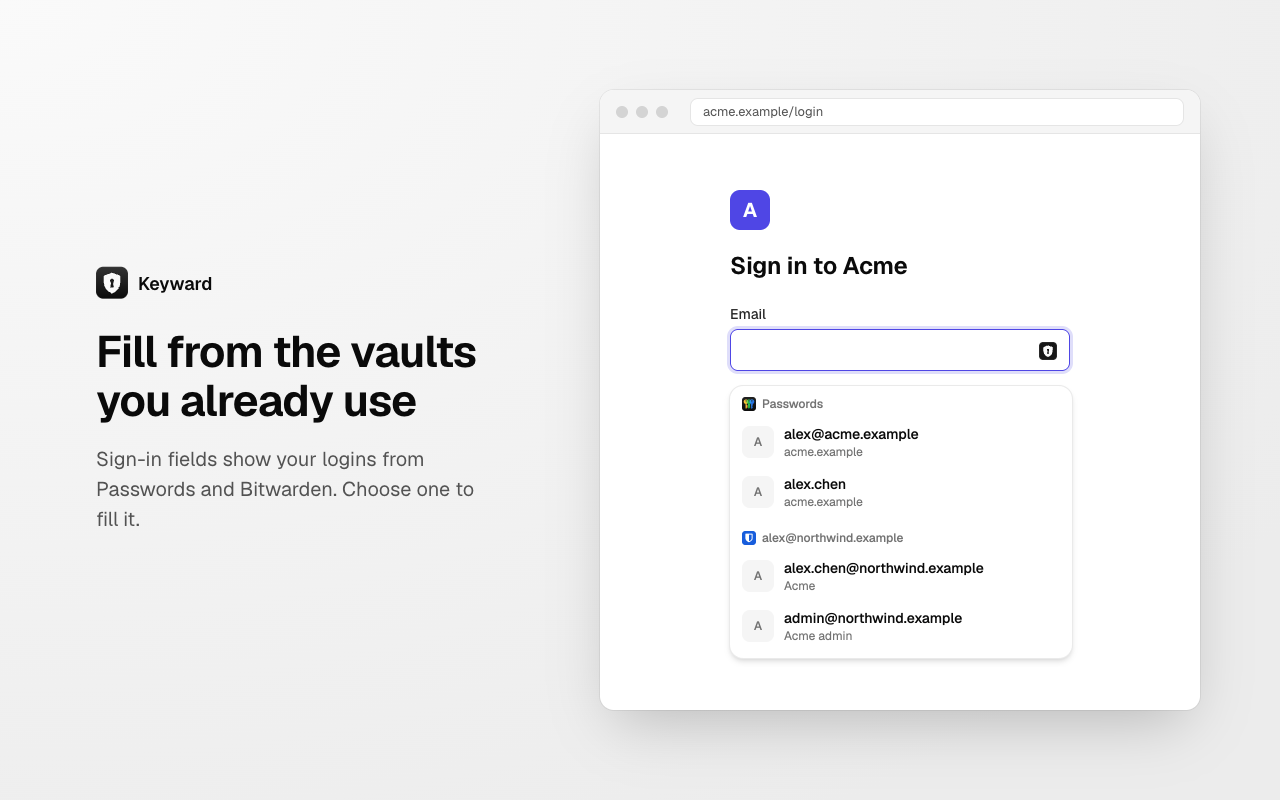 Keyward
Fill from the vaults
you already use
Sign-in fields show your logins from
Passwords and Bitwarden. Choose one to
fill it.
acme.example/login
A
Sign in to Acme
Email
Passwords
A
alex@acme.example
acme.example
A
alex.chen
acme.example
alex@northwind.example
A
alex.chen@northwind.example
Acme
A
admin@northwind.example
Acme admin